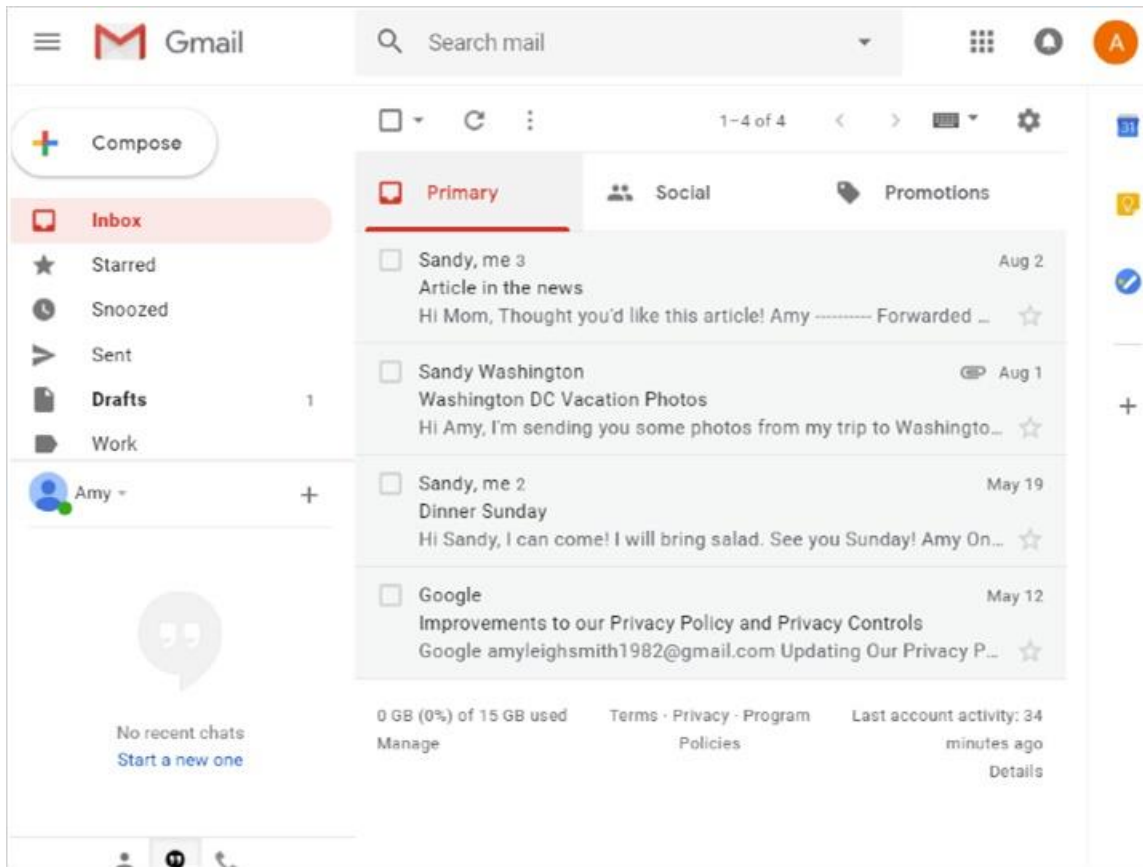 Gmail
Search mail
A
Compose
1–4 of 4
31
Primary
Social
Promotions
Inbox
Starred
Snoozed
Sent
Drafts 1
Work
Amy
No recent chats
Start a new one
Sandy, me 3 Aug 2
Article in the news
Hi Mom, Thought you'd like this article! Amy ---------- Forwarded ...
Sandy Washington Aug 1
Washington DC Vacation Photos
Hi Amy, I'm sending you some photos from my trip to Washingto...
Sandy, me 2 May 19
Dinner Sunday
Hi Sandy, I can come! I will bring salad. See you Sunday! Amy On...
Google May 12
Improvements to our Privacy Policy and Privacy Controls
Google amyleighsmith1982@gmail.com Updating Our Privacy P...
0 GB (0%) of 15 GB used
Manage
Terms · Privacy · Program
Policies
Last account activity: 34
minutes ago
Details